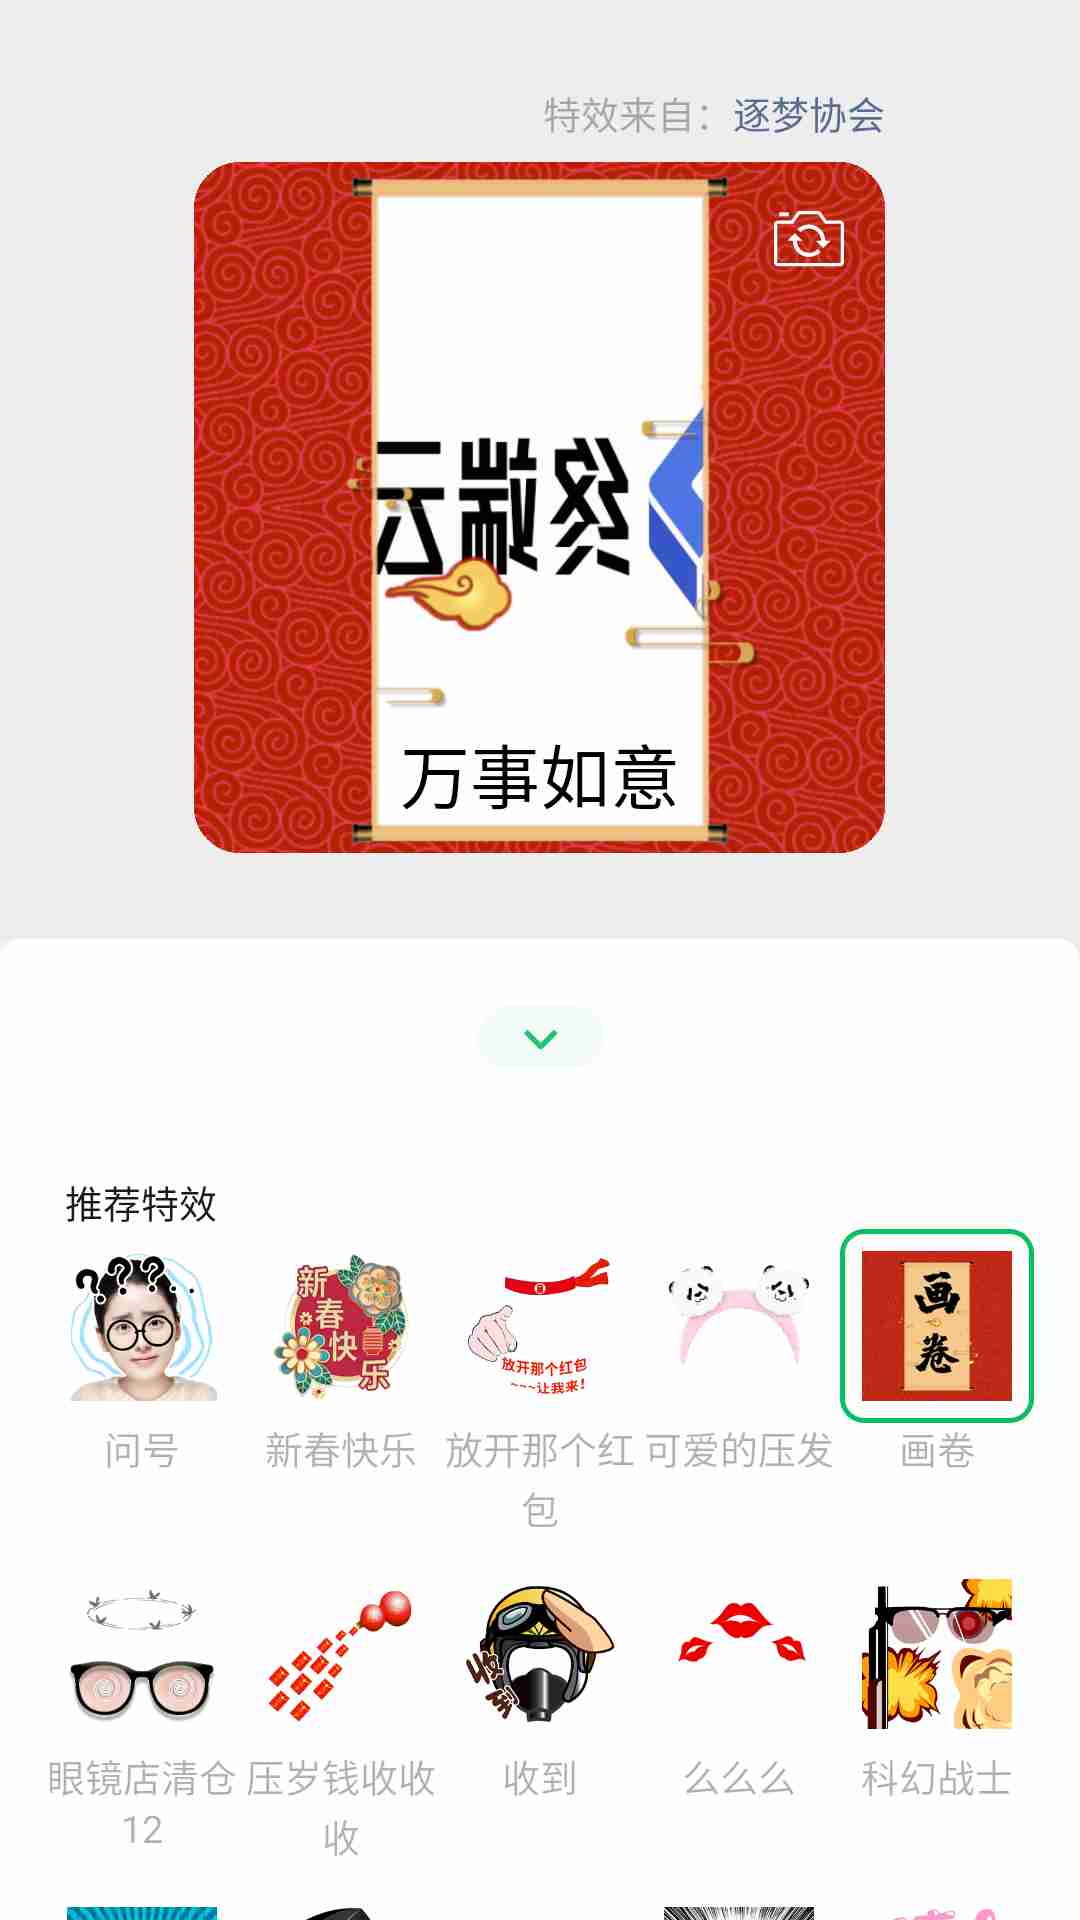 特效来自：逐梦协会
云端终
万事如意
推荐特效
???..
新春快乐
放开那个红包
~~~让我来！
画卷
问号
新春快乐
放开那个红包
可爱的压发
画卷
收到
眼镜店清仓12
压岁钱收收收
收到
么么么
科幻战士